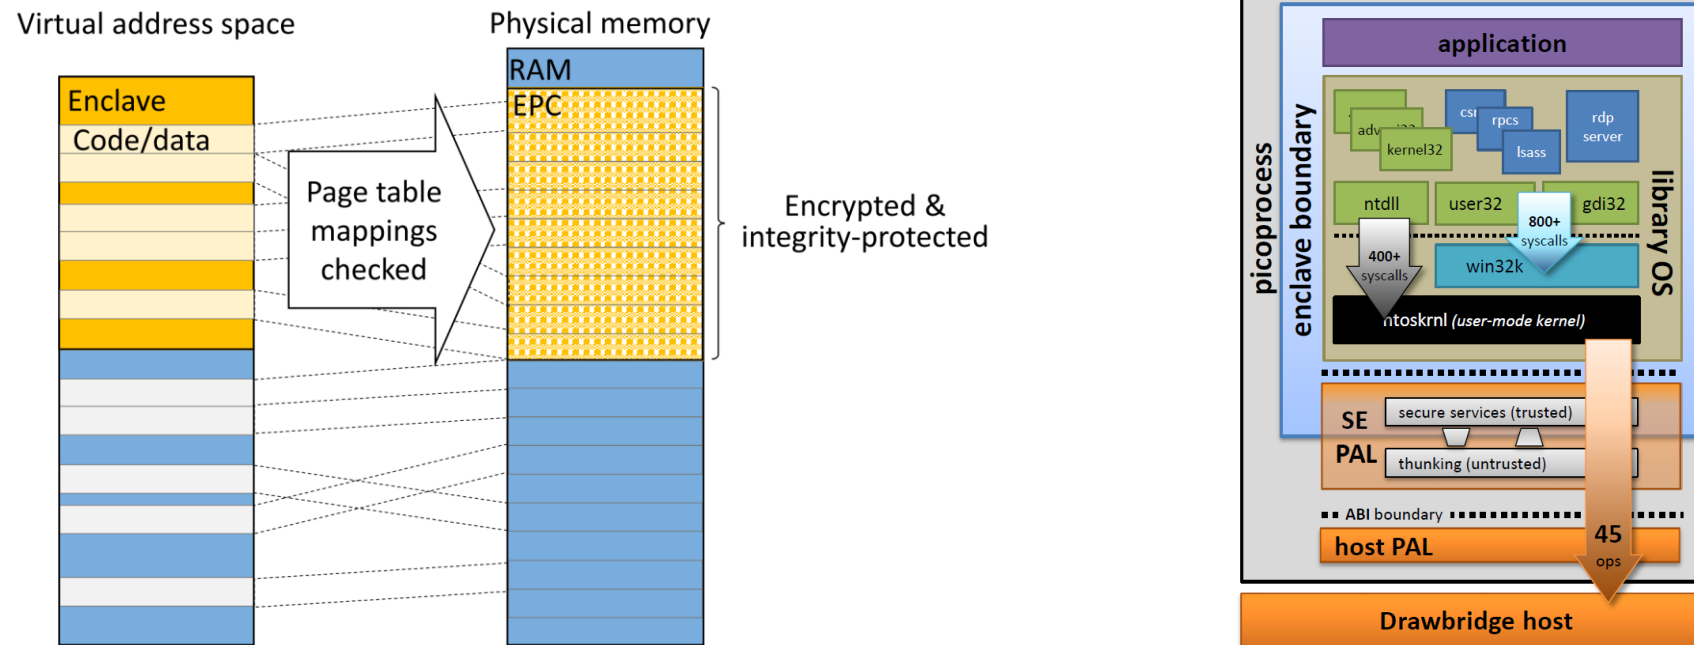 Virtual address space
Physical memory
Enclave
Code/data
RAM
EPC
Page table
mappings
checked
Encrypted &
integrity-protected
picoprocess
enclave boundary
library OS
application
kernel32
rpcs
lsass
rdp
server
ntdll
user32
gdi32
400+
syscalls
800+
syscalls
win32k
ntoskrnl (user-mode kernel)
SE
PAL
secure services (trusted)
thunking (untrusted)
ABI boundary
host PAL
45
ops
Drawbridge host